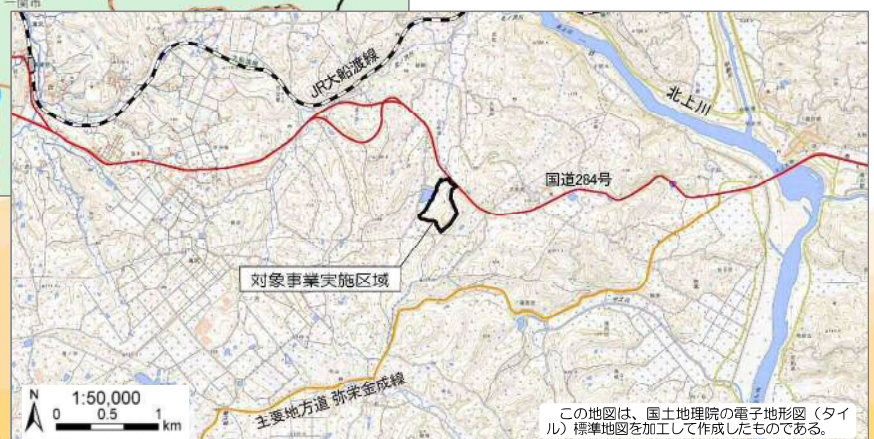 一関市
JR大船渡線
北上川
国道284号
対象事業実施区域
主要地方道 弥栄金成線
N
1:50,000
0 0.5 1
km
この地図は、国土地理院の電子地形図（タイ
ル）標準地図を加工して作成したものである。